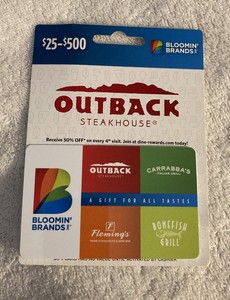 $25-$500
BLOOMIN'
BRANDS
OUTBACK
STEAKHOUSE®
Receive 50% OFF* on every 4th visit. Join at dine-rewards.com today!
BLOOMIN'
BRANDS
OUTBACK
STEAKHOUSE
CARRABBA'S
ITALIAN GRILL
A GIFT FOR ALL TASTES
Fleming's
BONEFISH
GRILL